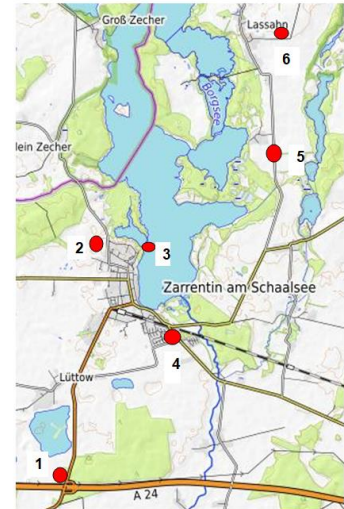 Groß Zecher
Lassahn
6
Borgsee
lein Zecher
5
2
3
Zarrentin am Schaalsee
4
Lüttow
1
A 24